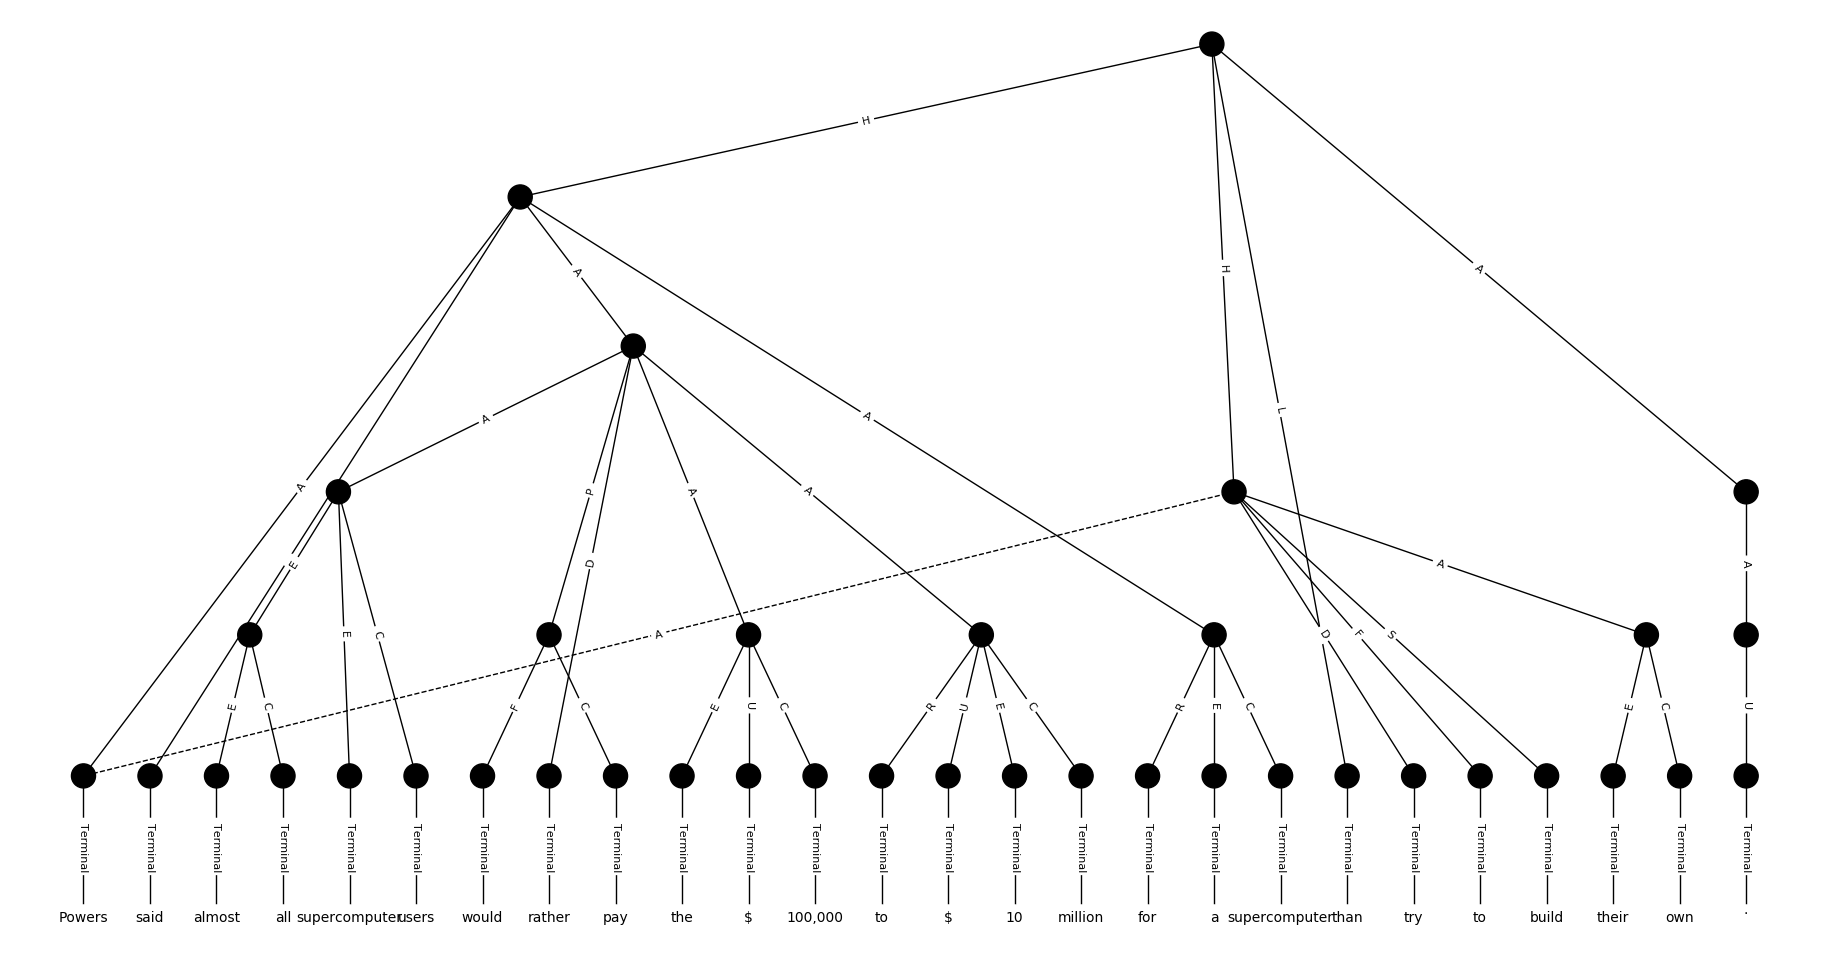 H
A
H
A
A
L
A
A
A
P
A
A
E
D
A
A
E
C
A
D
F
S
E
C
F
C
E
U
C
R
U
E
C
R
E
C
E
C
U
Terminal Terminal Terminal Terminal Terminal Terminal Terminal Terminal Terminal Terminal Terminal Terminal Terminal Terminal Terminal Terminal Terminal Terminal Terminal Terminal Terminal Terminal Terminal Terminal Terminal Terminal
Powers said almost all supercomputer users would rather pay the $ 100,000 to $ 10 million for a supercomputer than try to build their own .